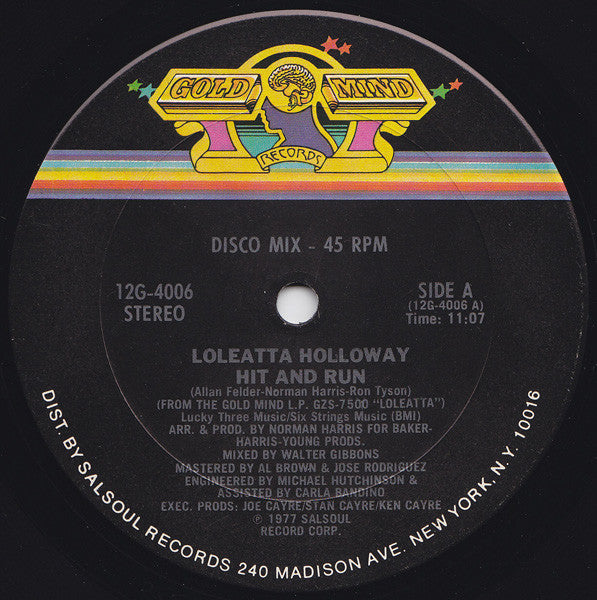 GOLD MIND
RECORDS
DISCO MIX - 45 RPM
12G-4006
STEREO
SIDE A
(12G-4006 A)
Time: 11:07
LOLEATTA HOLLOWAY
HIT AND RUN
(Allan Felder-Norman Harris-Ron Tyson)
(FROM THE GOLD MIND L.P. GZS-7500 "LOLEATTA")
Lucky Three Music/Six Strings Music (BMI)
ARR. & PROD. BY NORMAN HARRIS FOR BAKER-
HARRIS-YOUNG PRODS.
MIXED BY WALTER GIBBONS
MASTERED BY AL BROWN & JOSE RODRIGUEZ
ENGINEERED BY MICHAEL HUTCHINSON &
ASSISTED BY CARLA BANDINO
EXEC. PRODS: JOE CAYRE/STAN CAYRE/KEN CAYRE
℗ 1977 SALSOUL
RECORD CORP.
DIST. BY SALSOUL RECORDS 240 MADISON AVE. NEW YORK, N.Y. 10016